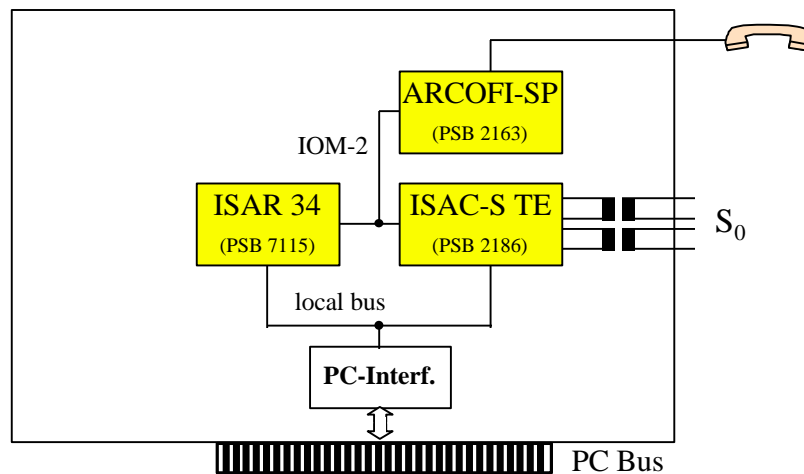 ARCOFI-SP
(PSB 2163)
IOM-2
ISAR 34
(PSB 7115)
ISAC-S TE
(PSB 2186)
S0
local bus
PC-Interf.
PC Bus